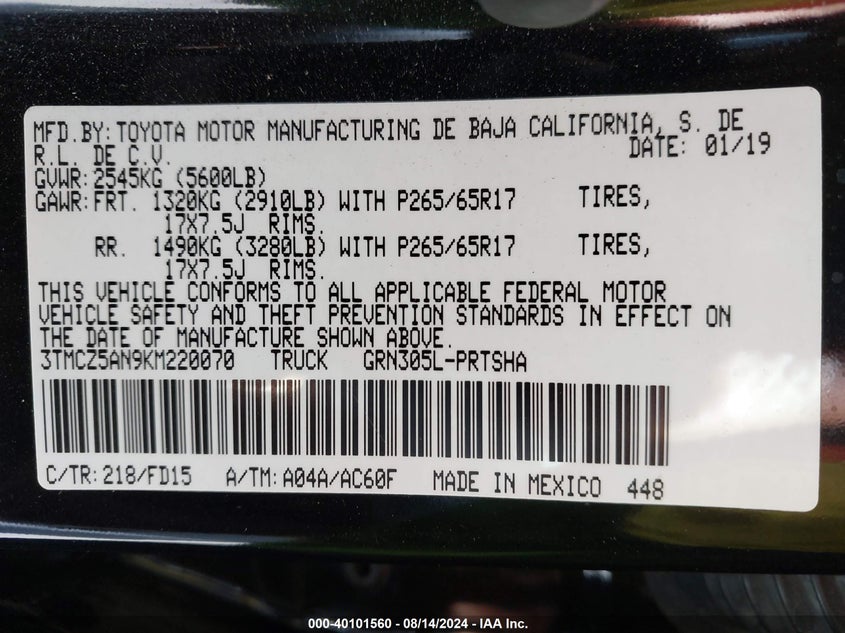 MFD.BY: TOYOTA MOTOR MANUFACTURING DE BAJA CALIFORNIA, S. DE
R.L. DE C.V. DATE: 01/19
GVWR: 2545KG (5600LB)
GAWR: FRT. 1320KG (2910LB) WITH P265/65R17 TIRES,
17X7.5J RIMS.
RR. 1490KG (3280LB) WITH P265/65R17 TIRES,
17X7.5J RIMS.
THIS VEHICLE CONFORMS TO ALL APPLICABLE FEDERAL MOTOR
VEHICLE SAFETY AND THEFT PREVENTION STANDARDS IN EFFECT ON
THE DATE OF MANUFACTURE SHOWN ABOVE.
3TMCZ5AN9KM220070 TRUCK GRN305L-PRTSHA
C/TR: 218/FD15 A/TM: A04A/AC60F MADE IN MEXICO 448
000-40101560 - 08/14/2024 - IAA Inc.